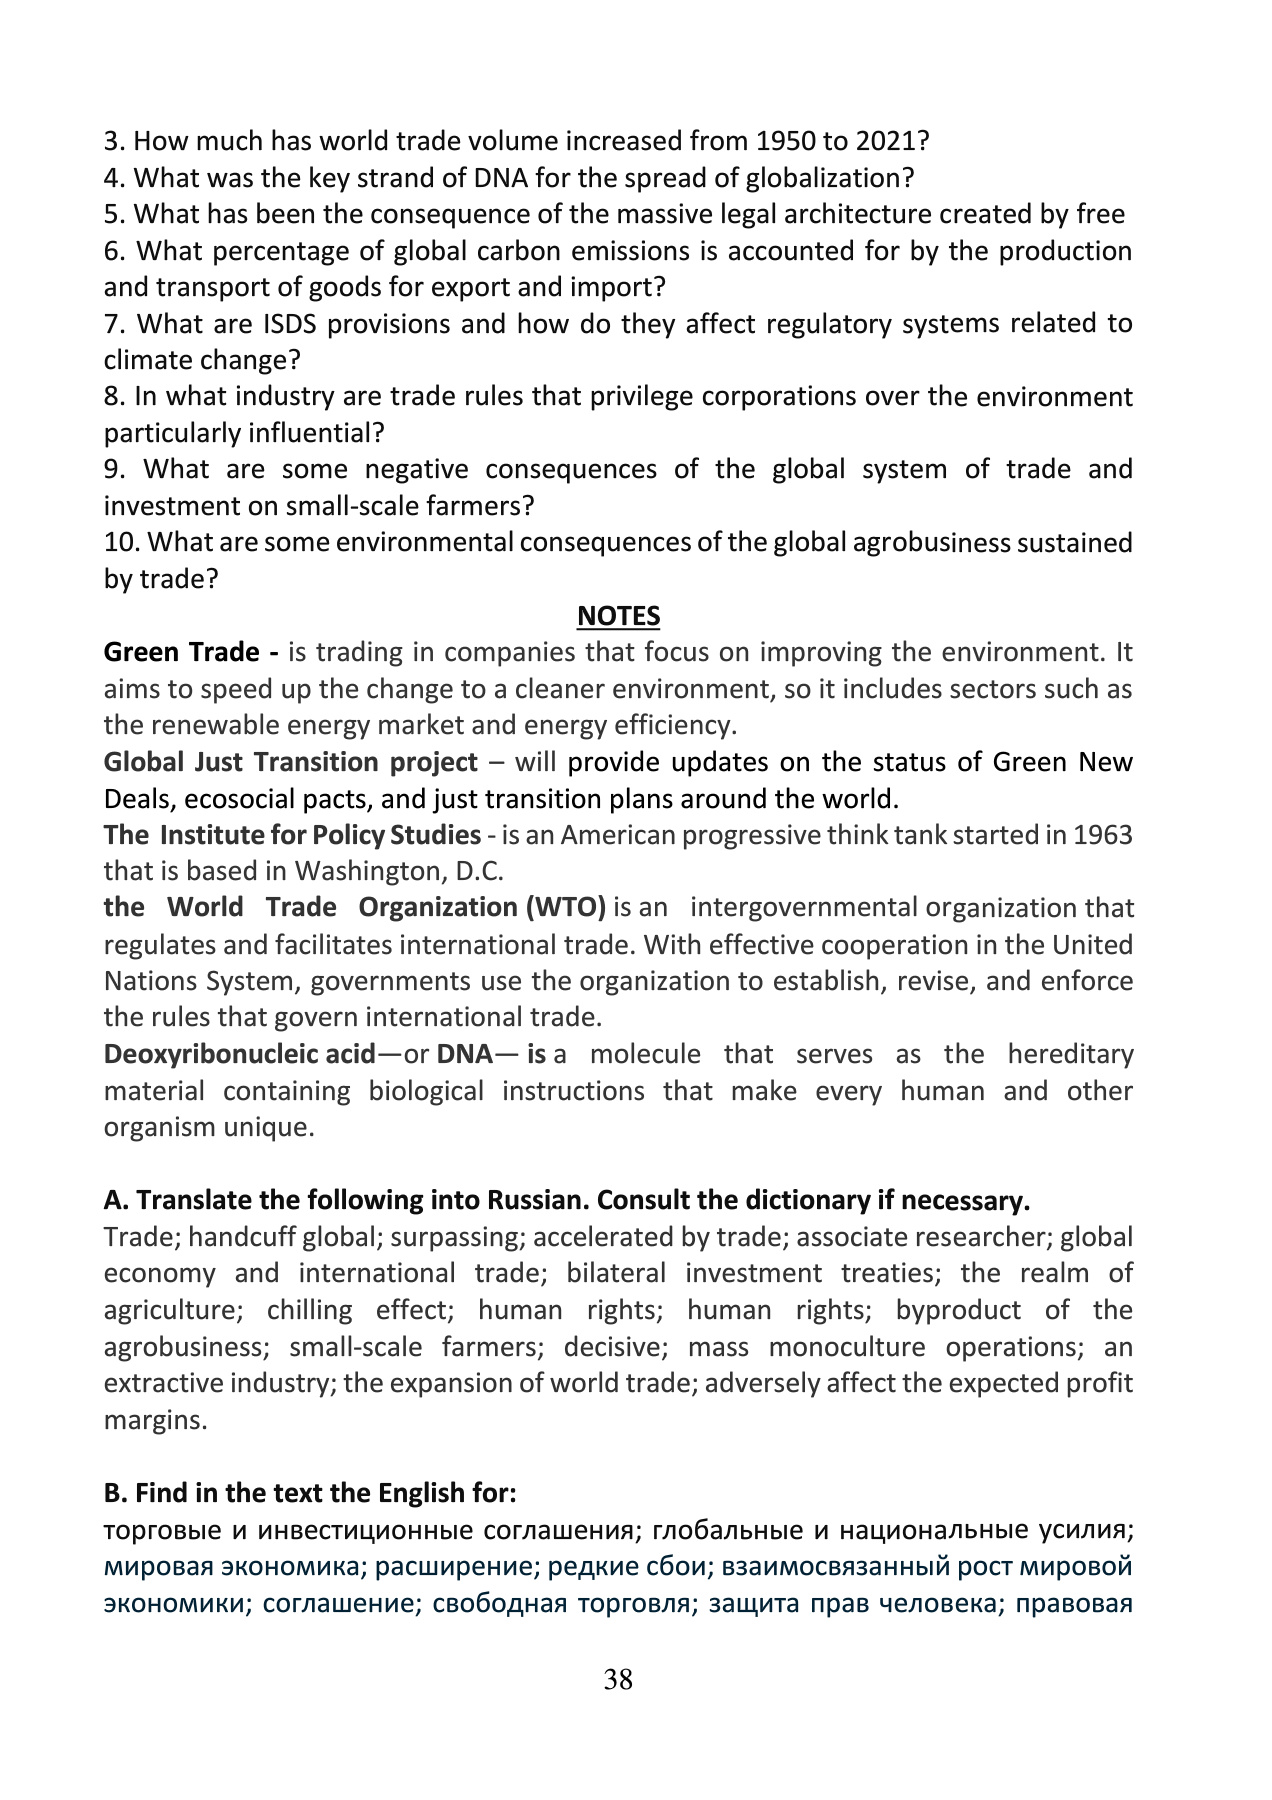 3. How much has world trade volume increased from 1950 to 2021?
4. What was the key strand of DNA for the spread of globalization?
5. What has been the consequence of the massive legal architecture created by free
6. What percentage of global carbon emissions is accounted for by the production
and transport of goods for export and import?
7. What are ISDS provisions and how do they affect regulatory systems related to
climate change?
8. In what industry are trade rules that privilege corporations over the environment
particularly influential?
9. What are some negative consequences of the global system of trade and
investment on small-scale farmers?
10. What are some environmental consequences of the global agrobusiness sustained
by trade?
NOTES
Green Trade - is trading in companies that focus on improving the environment. It
aims to speed up the change to a cleaner environment, so it includes sectors such as
the renewable energy market and energy efficiency.
Global Just Transition project – will provide updates on the status of Green New
Deals, ecosocial pacts, and just transition plans around the world.
The Institute for Policy Studies - is an American progressive think tank started in 1963
that is based in Washington, D.C.
the World Trade Organization (WTO) is an intergovernmental organization that
regulates and facilitates international trade. With effective cooperation in the United
Nations System, governments use the organization to establish, revise, and enforce
the rules that govern international trade.
Deoxyribonucleic acid—or DNA— is a molecule that serves as the hereditary
material containing biological instructions that make every human and other
organism unique.
A. Translate the following into Russian. Consult the dictionary if necessary.
Trade; handcuff global; surpassing; accelerated by trade; associate researcher; global
economy and international trade; bilateral investment treaties; the realm of
agriculture; chilling effect; human rights; human rights; byproduct of the
agrobusiness; small-scale farmers; decisive; mass monoculture operations; an
extractive industry; the expansion of world trade; adversely affect the expected profit
margins.
B. Find in the text the English for:
торговые и инвестиционные соглашения; глобальные и национальные усилия;
мировая экономика; расширение; редкие сбои; взаимосвязанный рост мировой
экономики; соглашение; свободная торговля; защита прав человека; правовая
38